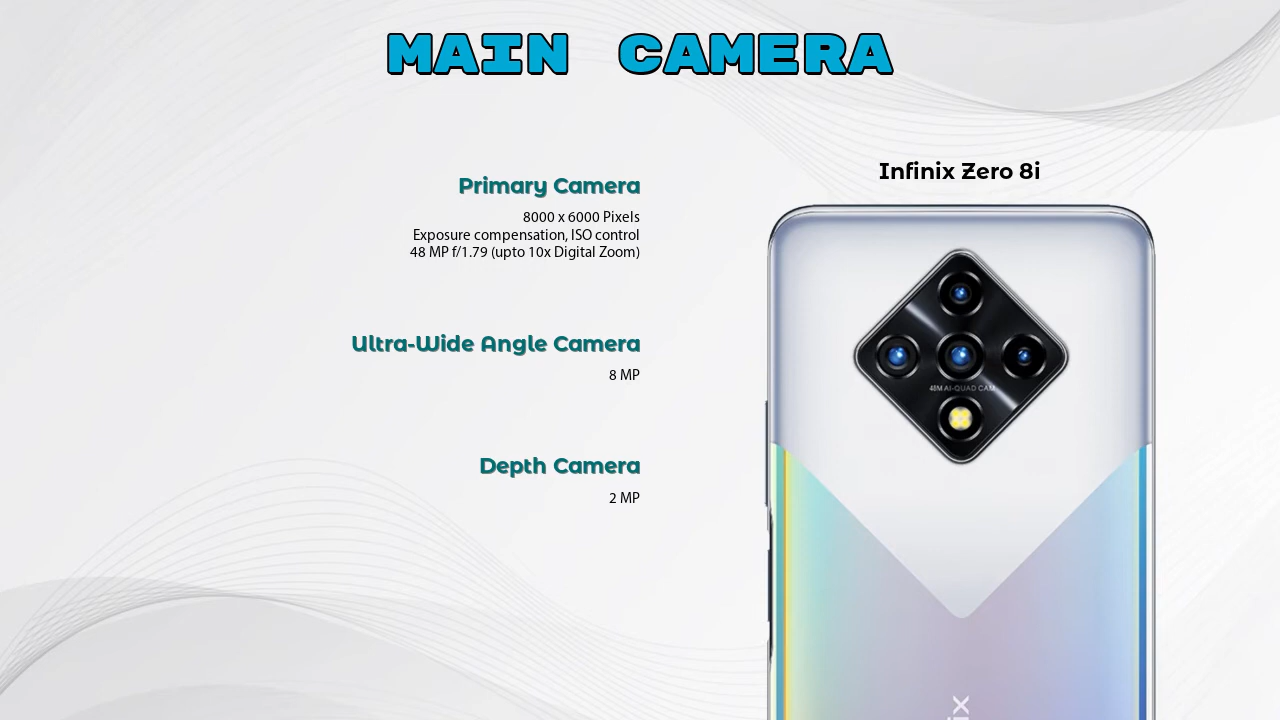 MAIN CAMERA
Infinix Zero 8i
Primary Camera
8000 x 6000 Pixels
Exposure compensation, ISO control
48 MP f/1.79 (upto 10x Digital Zoom)
Ultra-Wide Angle Camera
8 MP
Depth Camera
2 MP
48M AI-QUAD CAM
ix